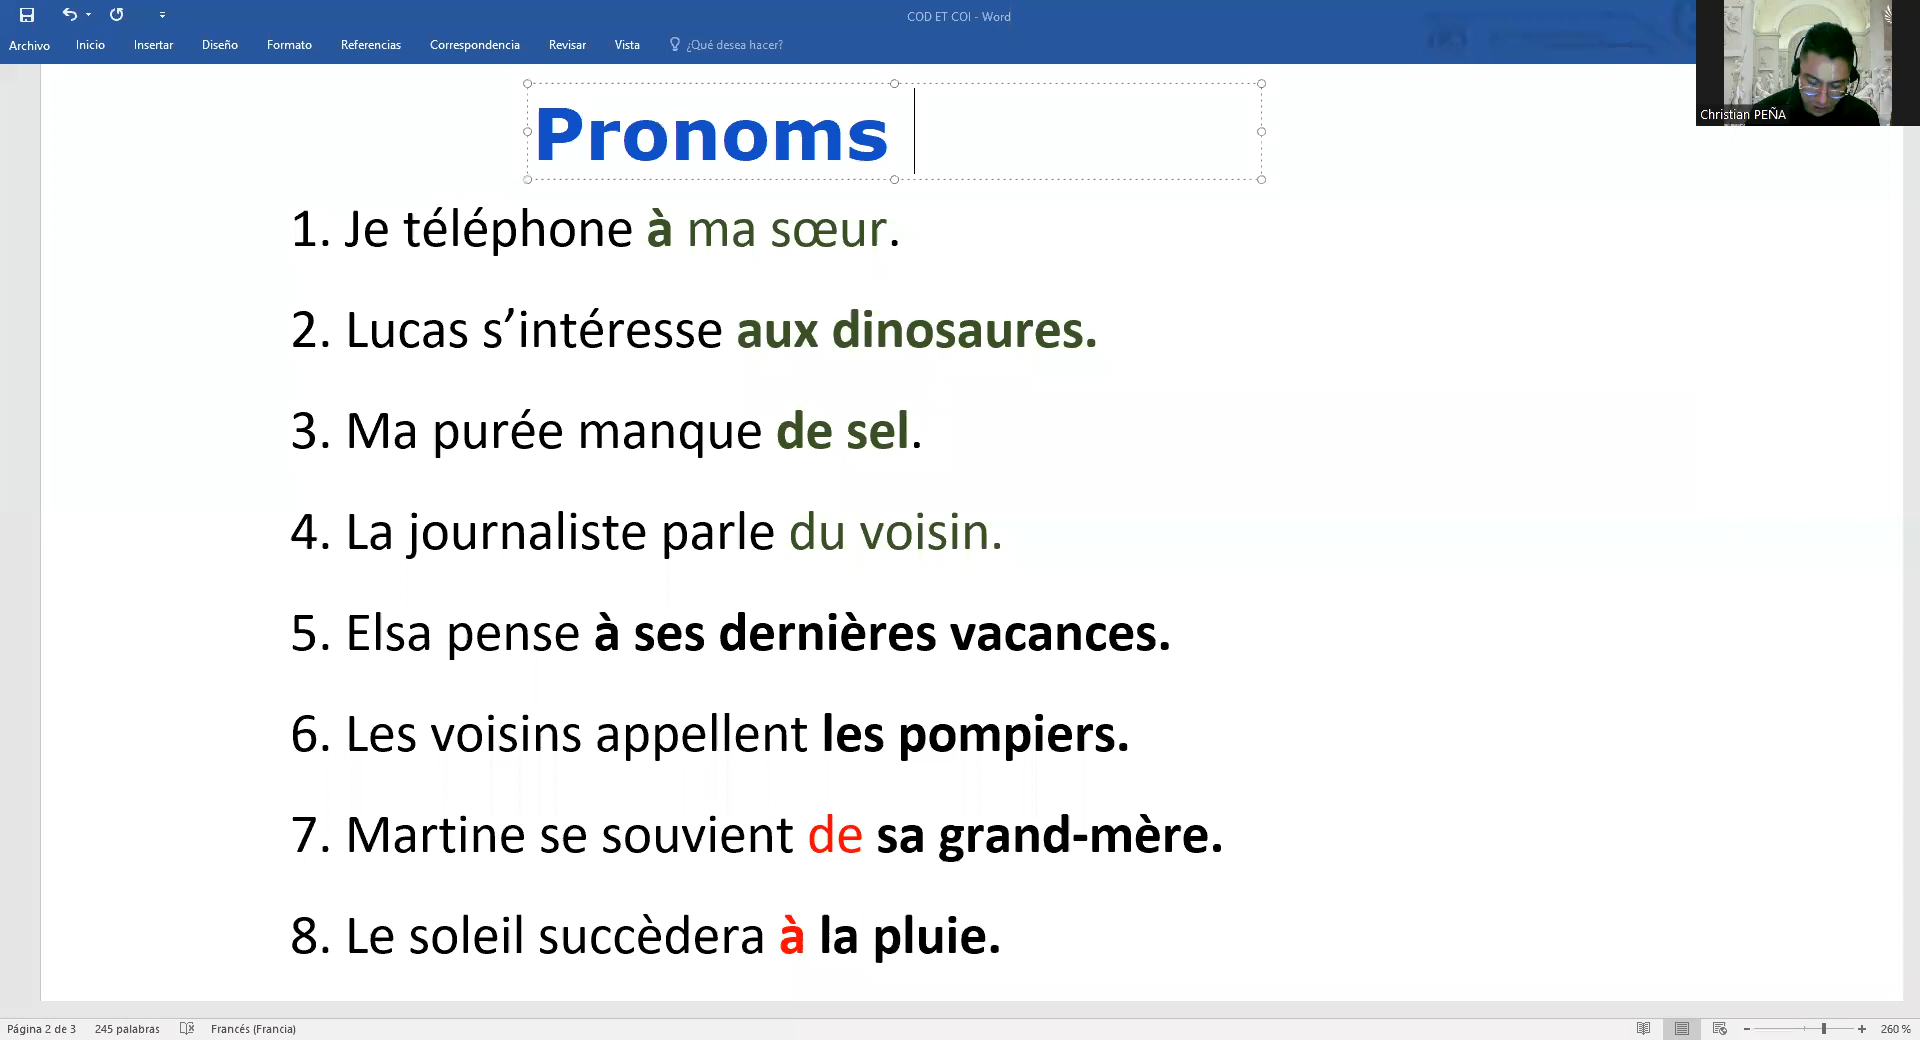 COD ET COI - Word
Archivo Inicio Insertar Diseño Formato Referencias Correspondencia Revisar Vista ¿Qué desea hacer?
Christian PEÑA
Pronoms
1. Je téléphone à ma sœur.
2. Lucas s’intéresse aux dinosaures.
3. Ma purée manque de sel.
4. La journaliste parle du voisin.
5. Elsa pense à ses dernières vacances.
6. Les voisins appellent les pompiers.
7. Martine se souvient de sa grand-mère.
8. Le soleil succèdera à la pluie.
Página 2 de 3 245 palabras Francés (Francia) 260 %